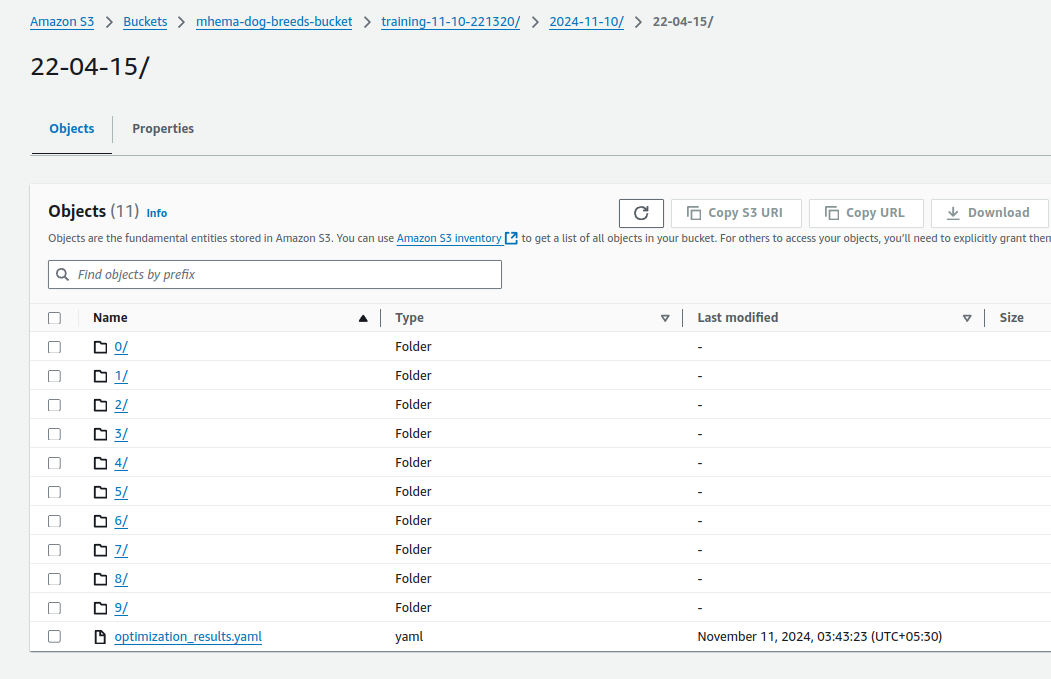 Amazon S3 > Buckets > mhema-dog-breeds-bucket > training-11-10-221320/ > 2024-11-10/ > 22-04-15/
22-04-15/
Objects Properties
Objects (11) Info Copy S3 URI Copy URL Download
Objects are the fundamental entities stored in Amazon S3. You can use Amazon S3 inventory to get a list of all objects in your bucket. For others to access your objects, you'll need to explicitly grant them
Find objects by prefix
Name Type Last modified Size
0/ Folder -
1/ Folder -
2/ Folder -
3/ Folder -
4/ Folder -
5/ Folder -
6/ Folder -
7/ Folder -
8/ Folder -
9/ Folder -
optimization_results.yaml yaml November 11, 2024, 03:43:23 (UTC+05:30)